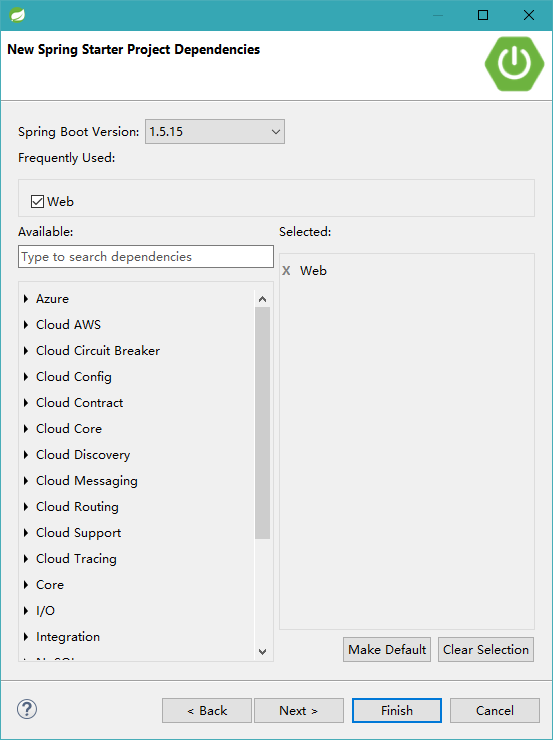 New Spring Starter Project Dependencies
Spring Boot Version: 1.5.15
Frequently Used:
Web
Available:
Selected:
Type to search dependencies
X Web
Azure
Cloud AWS
Cloud Circuit Breaker
Cloud Config
Cloud Contract
Cloud Core
Cloud Discovery
Cloud Messaging
Cloud Routing
Cloud Support
Cloud Tracing
Core
I/O
Integration
Make Default Clear Selection
? < Back Next > Finish Cancel